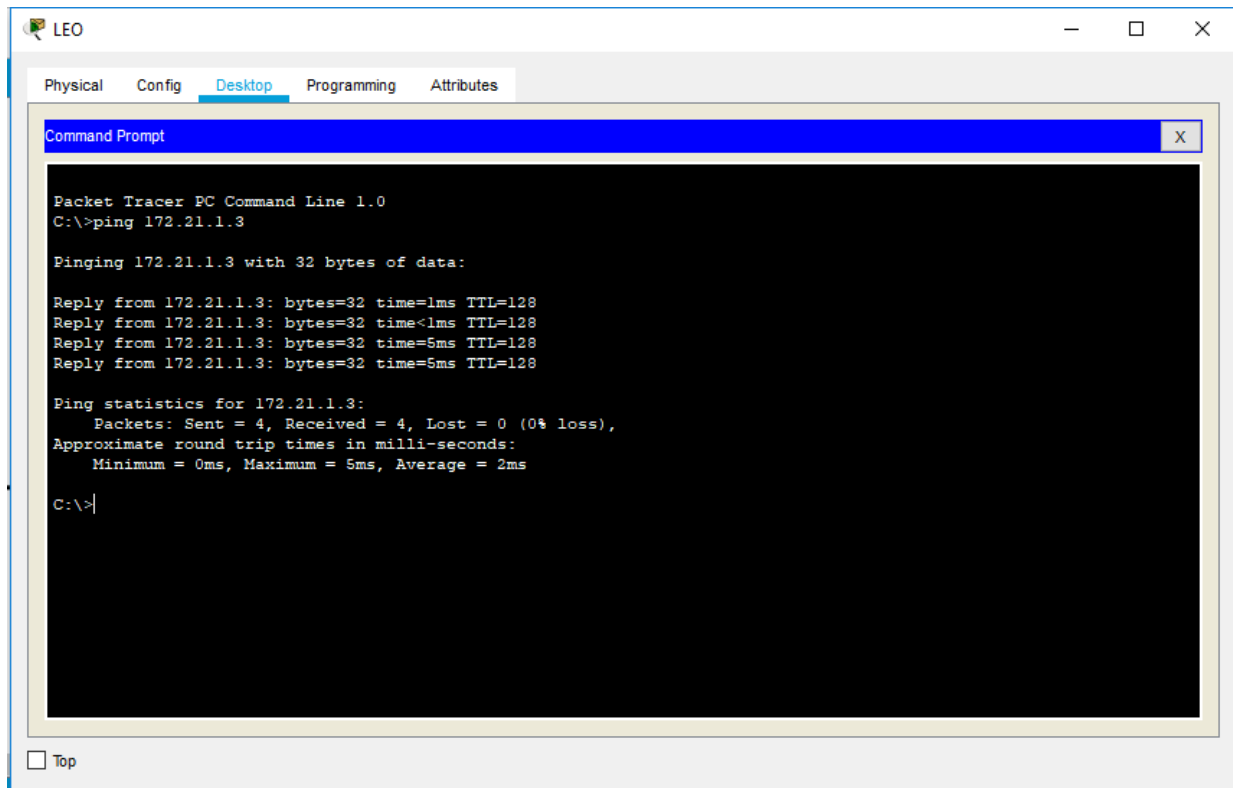 LEO
Physical Config Desktop Programming Attributes
Command Prompt
X
Packet Tracer PC Command Line 1.0
C:\>ping 172.21.1.3
Pinging 172.21.1.3 with 32 bytes of data:
Reply from 172.21.1.3: bytes=32 time=1ms TTL=128
Reply from 172.21.1.3: bytes=32 time<1ms TTL=128
Reply from 172.21.1.3: bytes=32 time=5ms TTL=128
Reply from 172.21.1.3: bytes=32 time=5ms TTL=128
Ping statistics for 172.21.1.3:
Packets: Sent = 4, Received = 4, Lost = 0 (0% loss),
Approximate round trip times in milli-seconds:
Minimum = 0ms, Maximum = 5ms, Average = 2ms
C:\>
Top